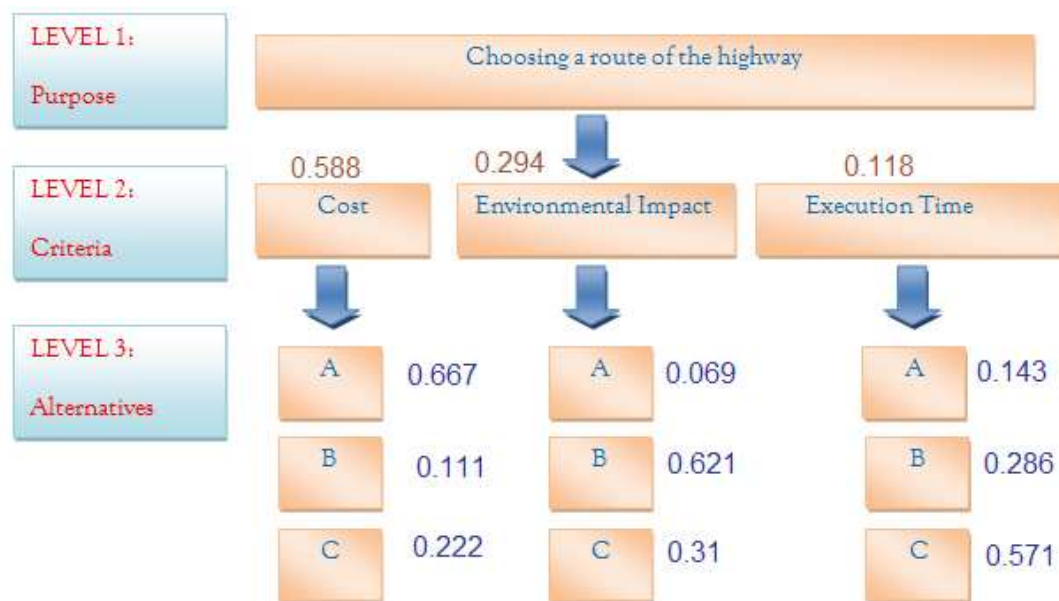 LEVEL 1:
Purpose
Choosing a route of the highway
LEVEL 2:
Criteria
0.588
Cost
0.294
Environmental Impact
0.118
Execution Time
LEVEL 3:
Alternatives
A
0.667
A
0.069
A
0.143
B
0.111
B
0.621
B
0.286
C
0.222
C
0.31
C
0.571